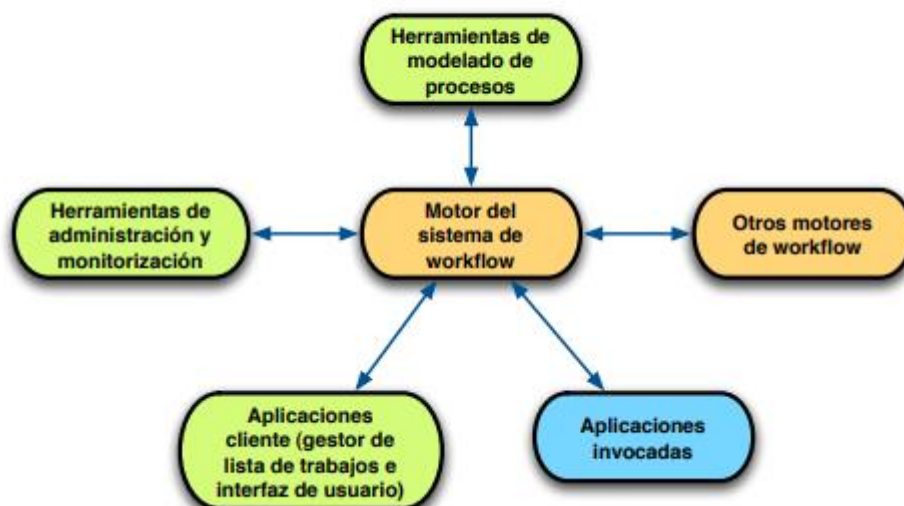 Herramientas de
modelado de
procesos
Herramientas de
administración y
monitorización
Motor del
sistema de
workflow
Otros motores
de workflow
Aplicaciones
cliente (gestor de
lista de trabajos e
interfaz de usuario)
Aplicaciones
invocadas